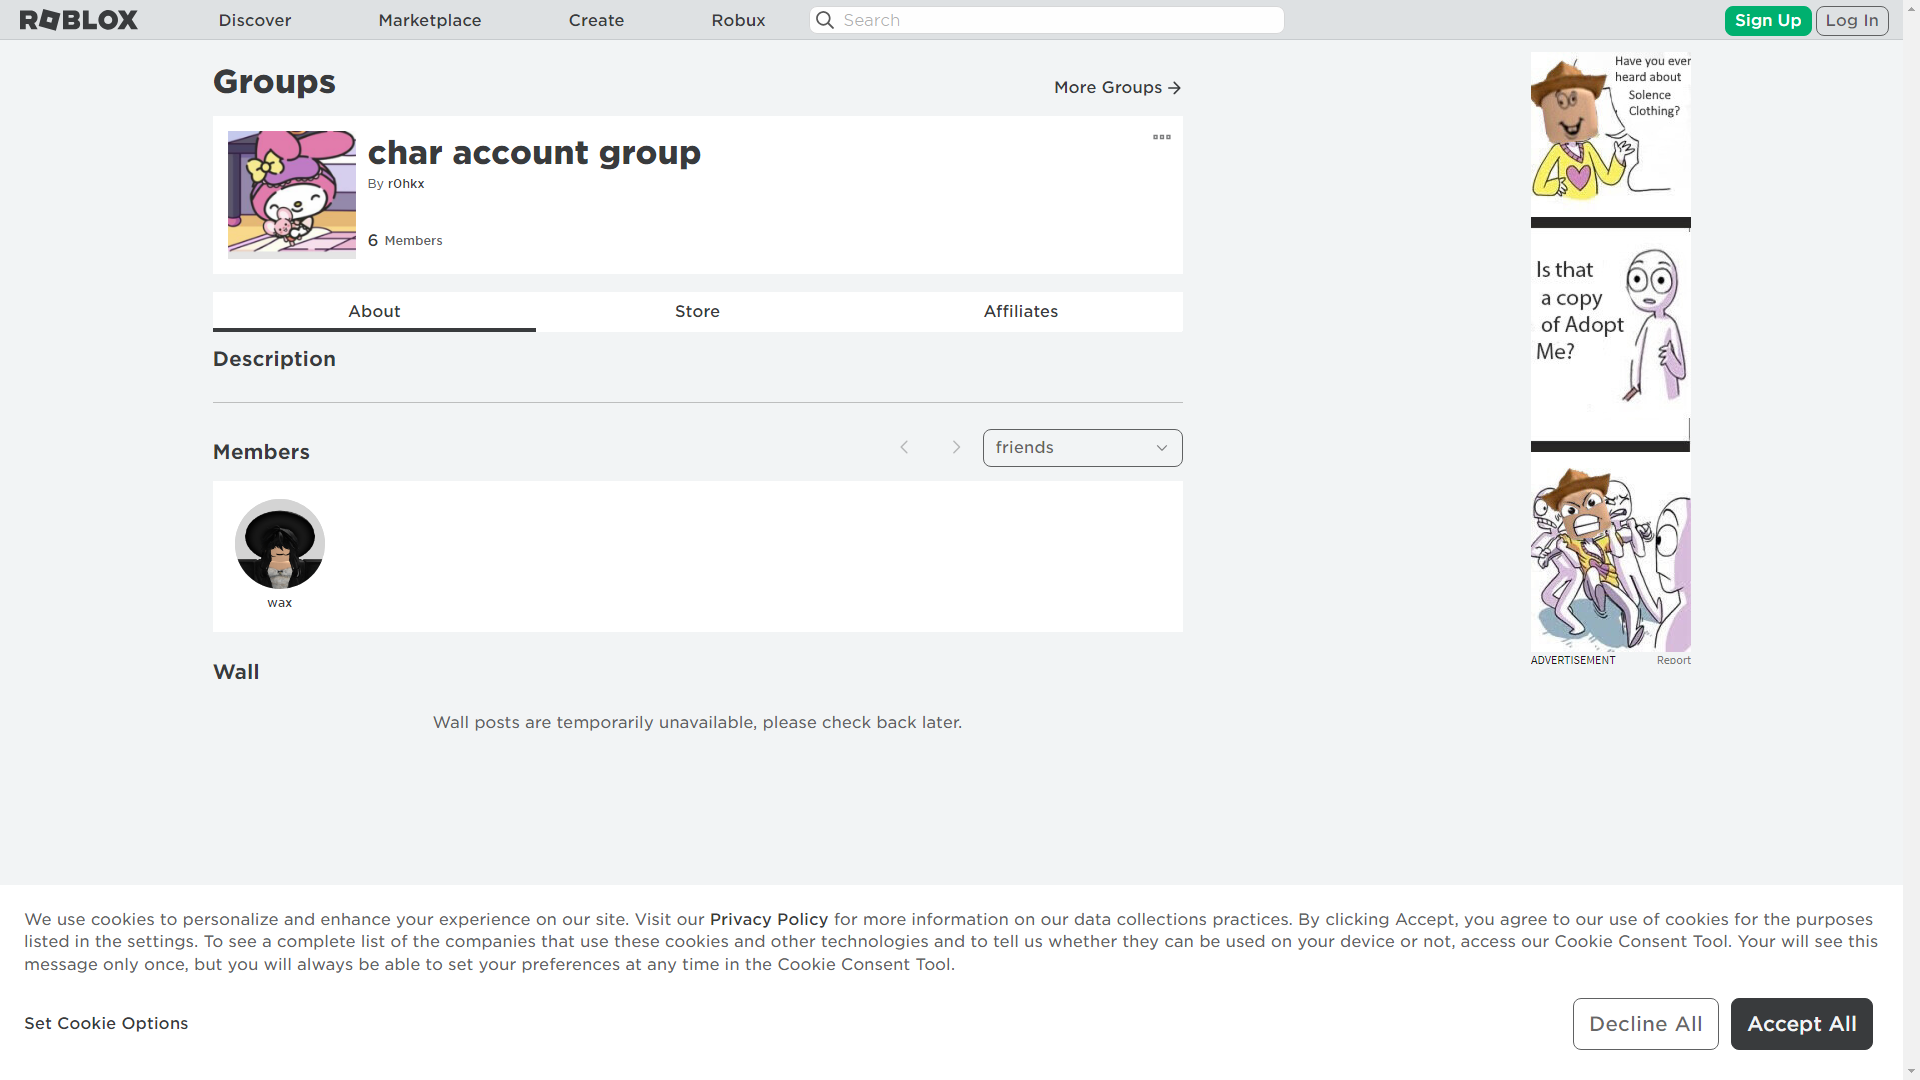 ROBLOX
Discover
Marketplace
Create
Robux
Search
Sign Up
Log In
Groups
More Groups
char account group
By r0hkx
6 Members
About
Store
Affiliates
Description
Members
friends
wax
Wall
Wall posts are temporarily unavailable, please check back later.
Have you ever
heard about
Solence
Clothing?
Is that
a copy
of Adopt
Me?
ADVERTISEMENT
Report
We use cookies to personalize and enhance your experience on our site. Visit our Privacy Policy for more information on our data collections practices. By clicking Accept, you agree to our use of cookies for the purposes
listed in the settings. To see a complete list of the companies that use these cookies and other technologies and to tell us whether they can be used on your device or not, access our Cookie Consent Tool. Your will see this
message only once, but you will always be able to set your preferences at any time in the Cookie Consent Tool.
Set Cookie Options
Decline All
Accept All